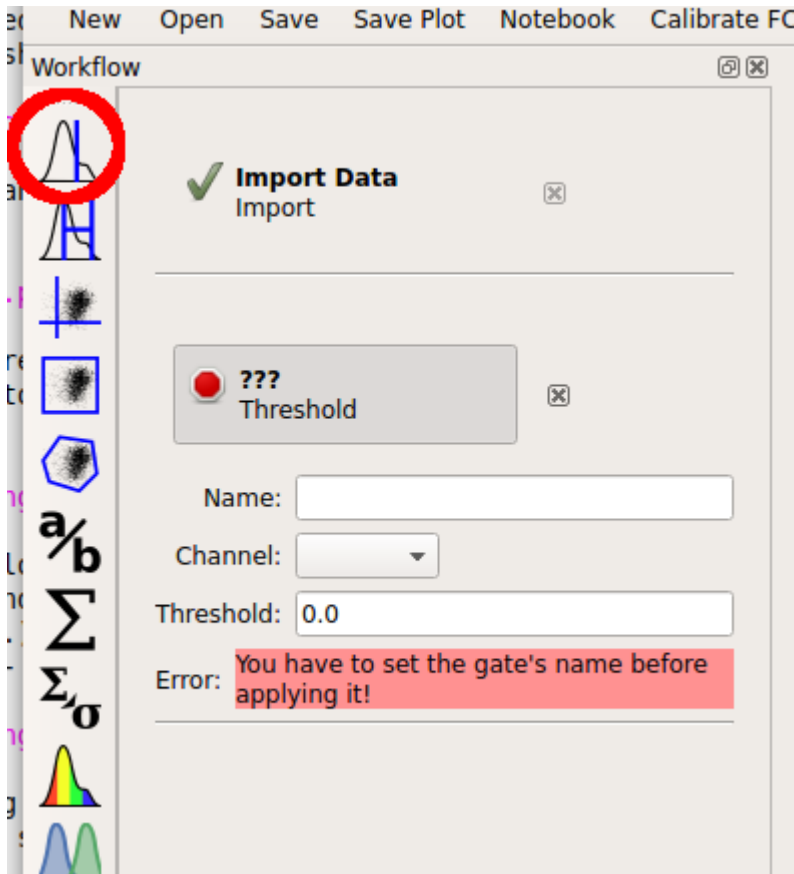 New Open Save Save Plot Notebook Calibrate FC
Workflow
Import Data
Import
???
Threshold
Name:
Channel:
Threshold: 0.0
Error: You have to set the gate's name before
applying it!
a/b
Σ
Σ,σ